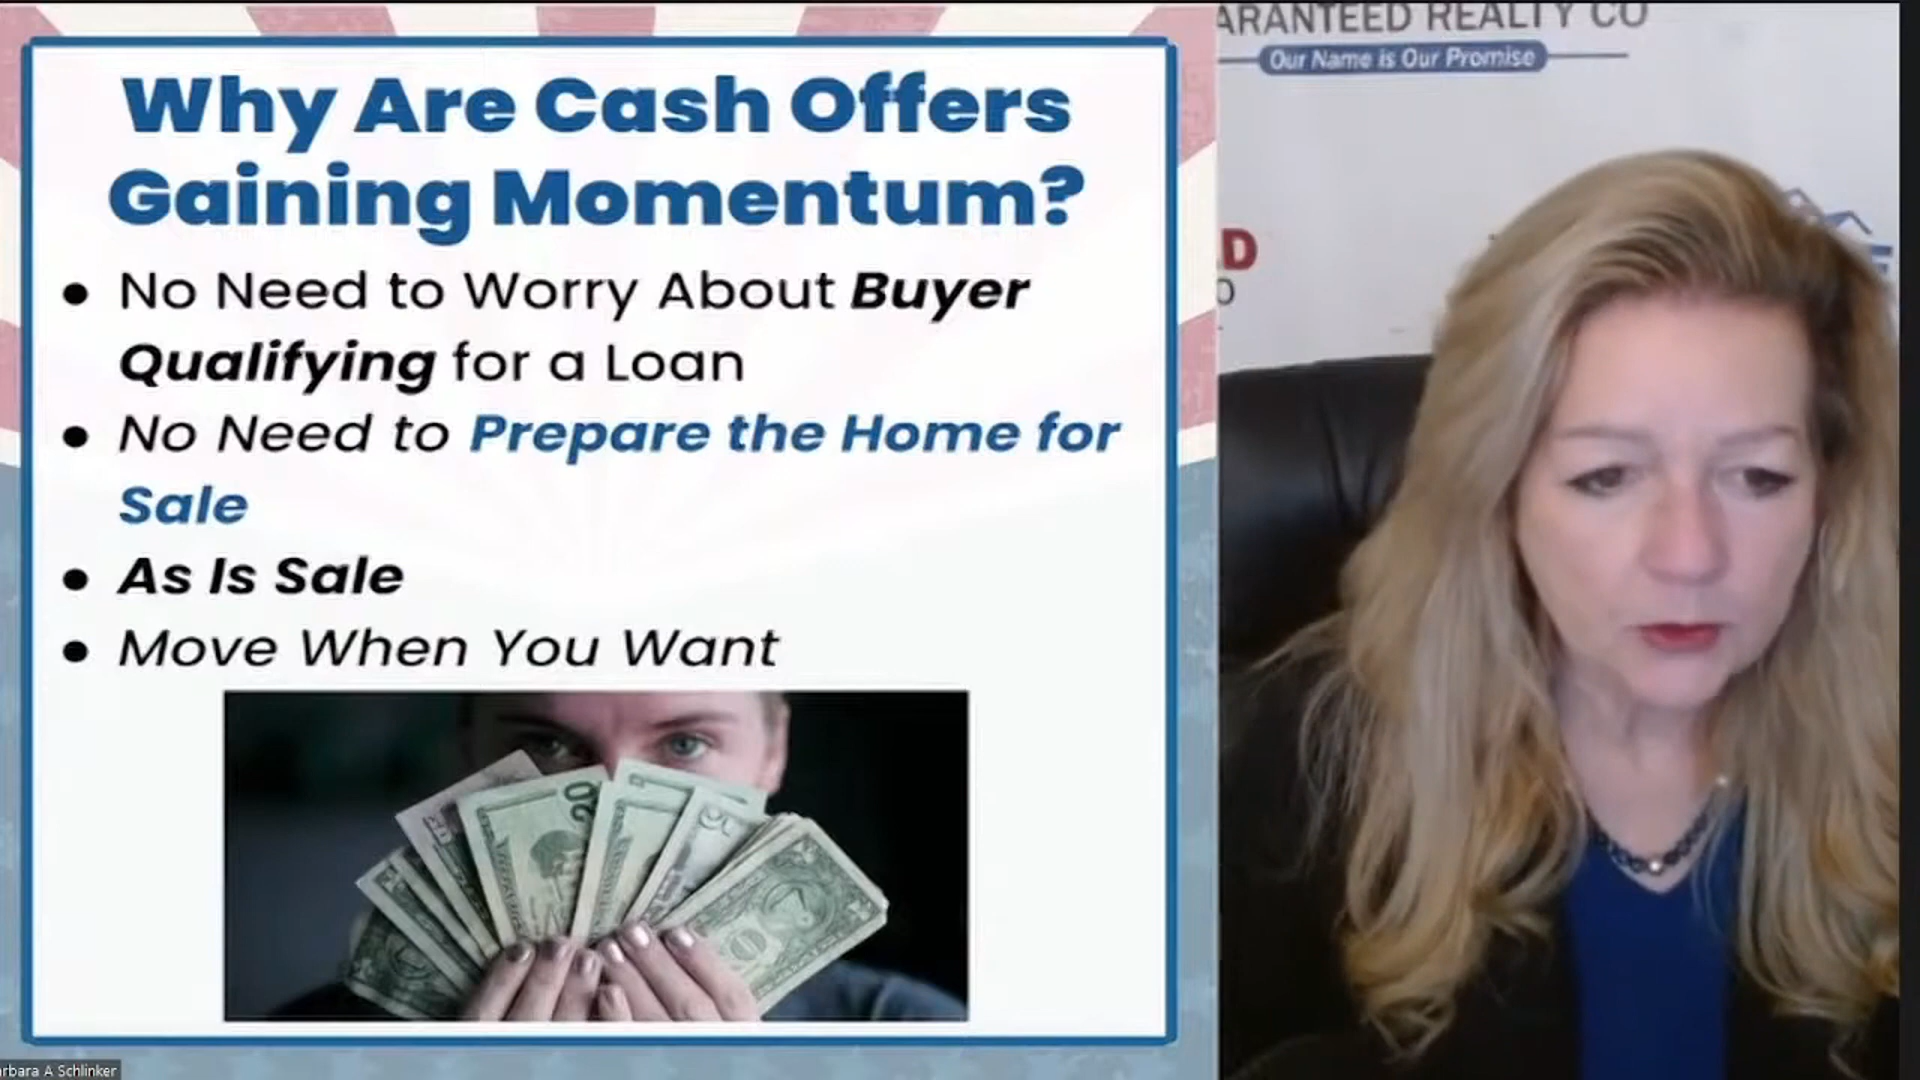 Why Are Cash Offers
Gaining Momentum?
• No Need to Worry About Buyer
Qualifying for a Loan
• No Need to Prepare the Home for
Sale
• As Is Sale
• Move When You Want
20
ARANTEED REALTY CO
Our Name is Our Promise
D
O
rbara A Schlinker